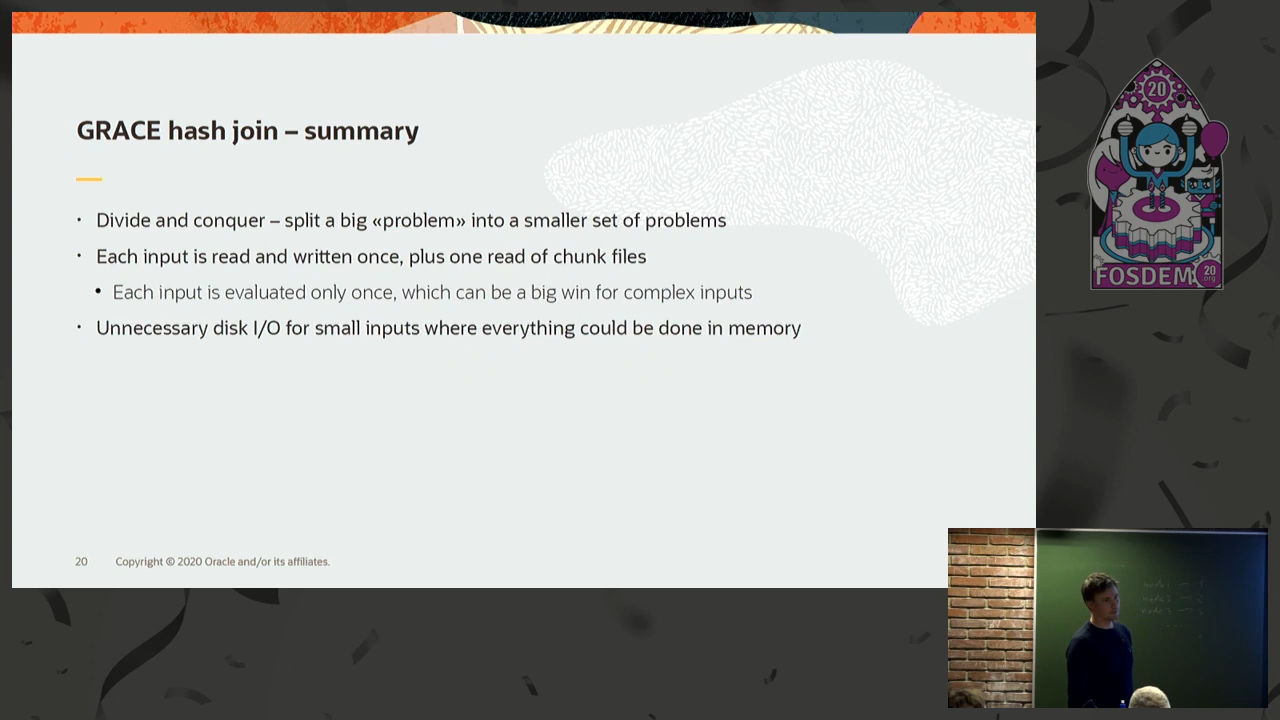 GRACE hash join – summary
• Divide and conquer – split a big «problem» into a smaller set of problems
• Each input is read and written once, plus one read of chunk files
• Each input is evaluated only once, which can be a big win for complex inputs
• Unnecessary disk I/O for small inputs where everything could be done in memory
20 Copyright © 2020 Oracle and/or its affiliates.
20
FOSDEM
20
org